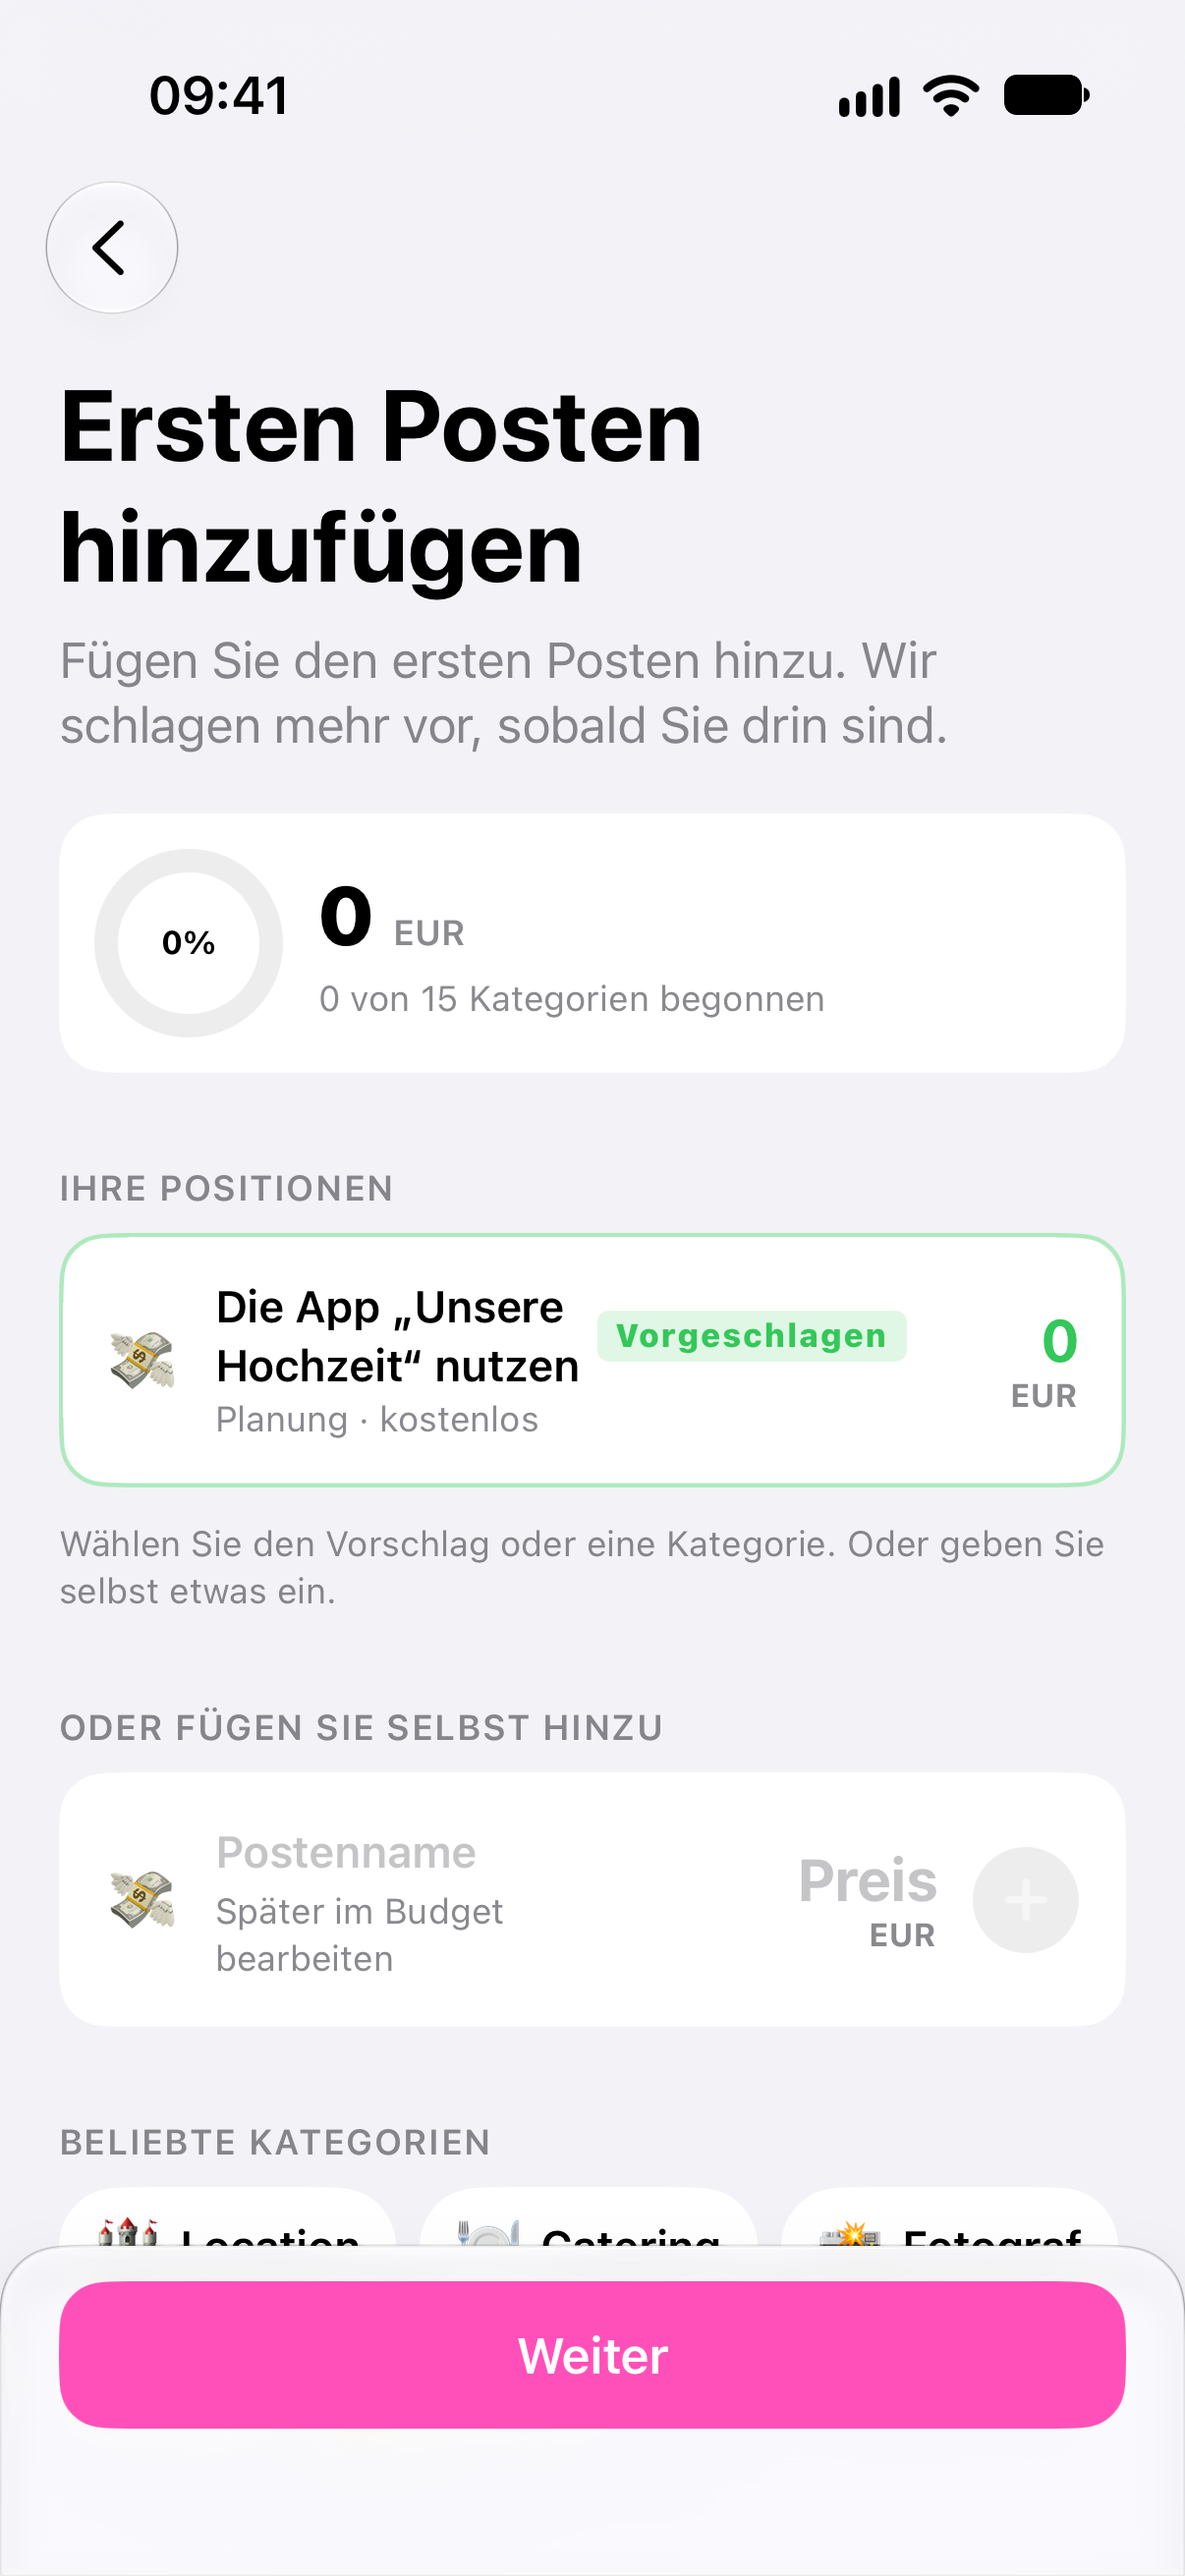 09:41
Ersten Posten
hinzufügen
Fügen Sie den ersten Posten hinzu. Wir
schlagen mehr vor, sobald Sie drin sind.
0%
0 EUR
0 von 15 Kategorien begonnen
IHRE POSITIONEN
Die App „Unsere
Hochzeit“ nutzen
Vorgeschlagen
Planung · kostenlos
0
EUR
Wählen Sie den Vorschlag oder eine Kategorie. Oder geben Sie
selbst etwas ein.
ODER FÜGEN SIE SELBST HINZU
Postenname
Später im Budget
bearbeiten
Preis
EUR
BELIEBTE KATEGORIEN
Location Catering Fotograf
Weiter